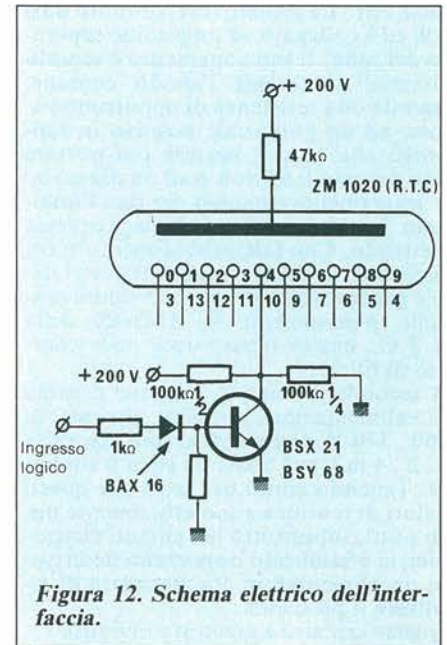 + 200 V
47kΩ
ZM 1020 (R.T.C)
0 1 2 3 4 5 6 7 8 9
3 13 12 11 10 9 7 6 5 4
+200V 100kΩ 1/2 100kΩ 1/4
Ingresso
logico
1kΩ
BAX 16
BSX 21
BSY 68
Figura 12. Schema elettrico dell'inter-
faccia.